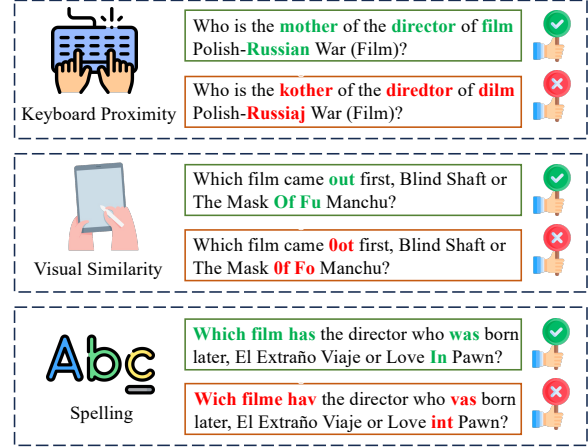 Who is the mother of the director of film
Polish-Russian War (Film)?
Who is the kother of the diredtor of dilm
Polish-Russiaj War (Film)?
Keyboard Proximity
Which film came out first, Blind Shaft or
The Mask Of Fu Manchu?
Which film came 0ot first, Blind Shaft or
The Mask 0f Fo Manchu?
Visual Similarity
Which film has the director who was born
later, El Extraño Viaje or Love In Pawn?
Wich filme hav the director who vas born
later, El Extraño Viaje or Love int Pawn?
Abc
Spelling